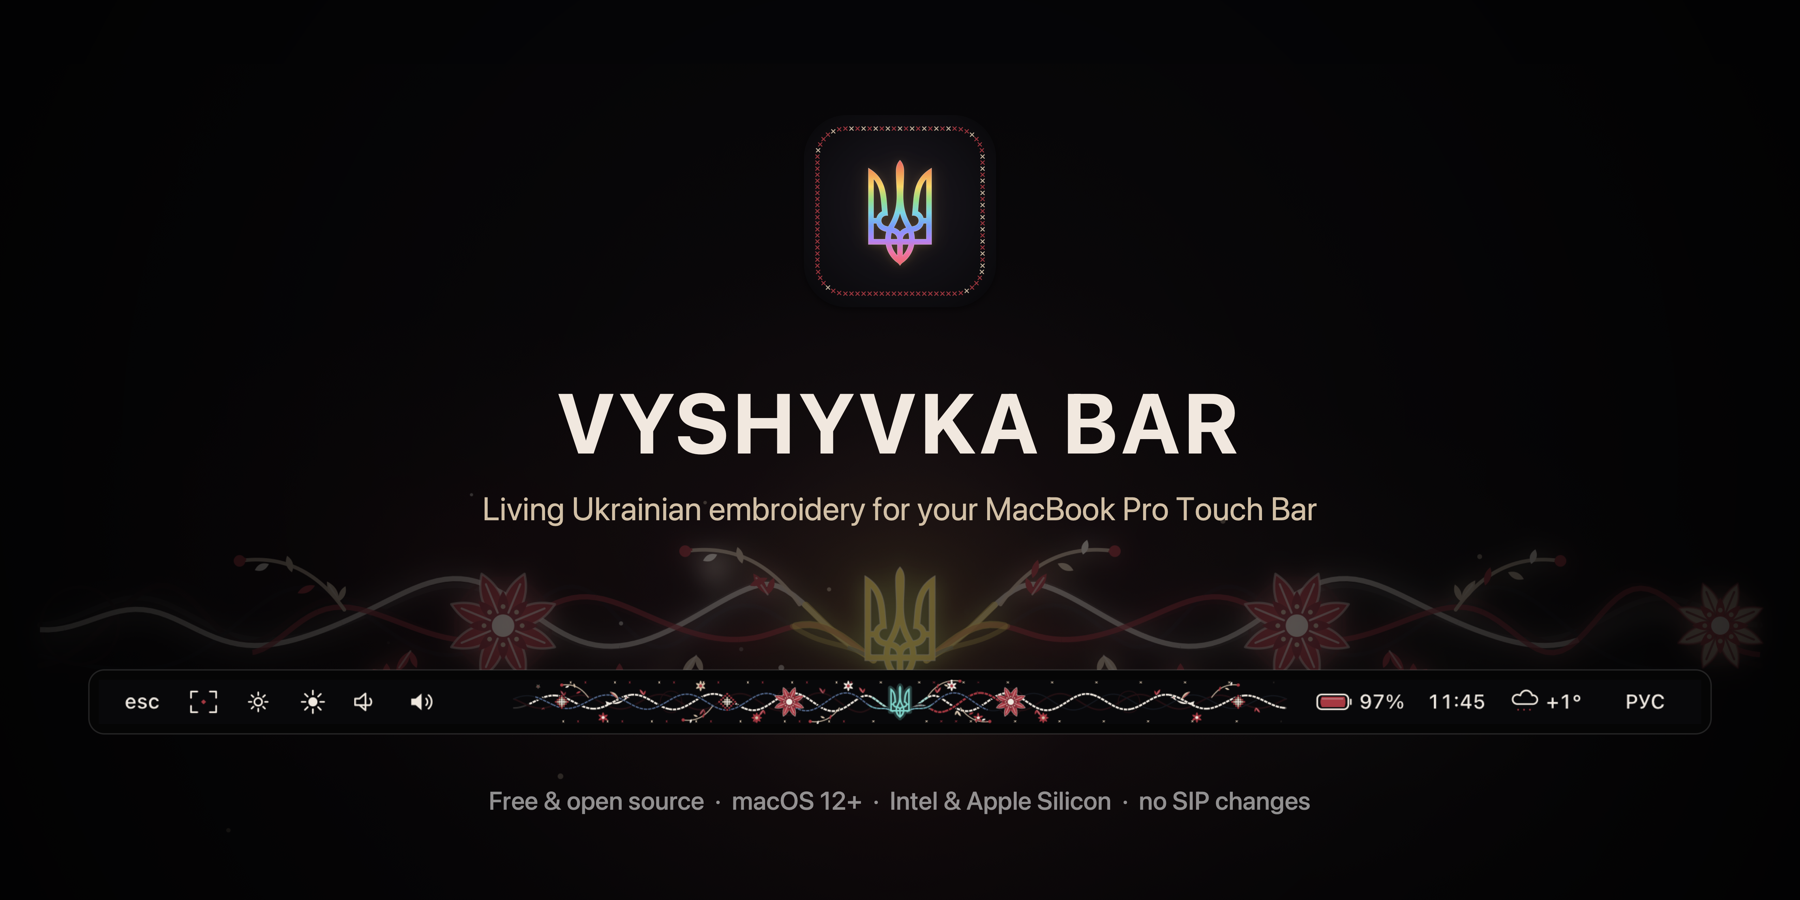 VYSHYVKA BAR
Living Ukrainian embroidery for your MacBook Pro Touch Bar
esc 97% 11:45 +1° РУС
Free & open source · macOS 12+ · Intel & Apple Silicon · no SIP changes